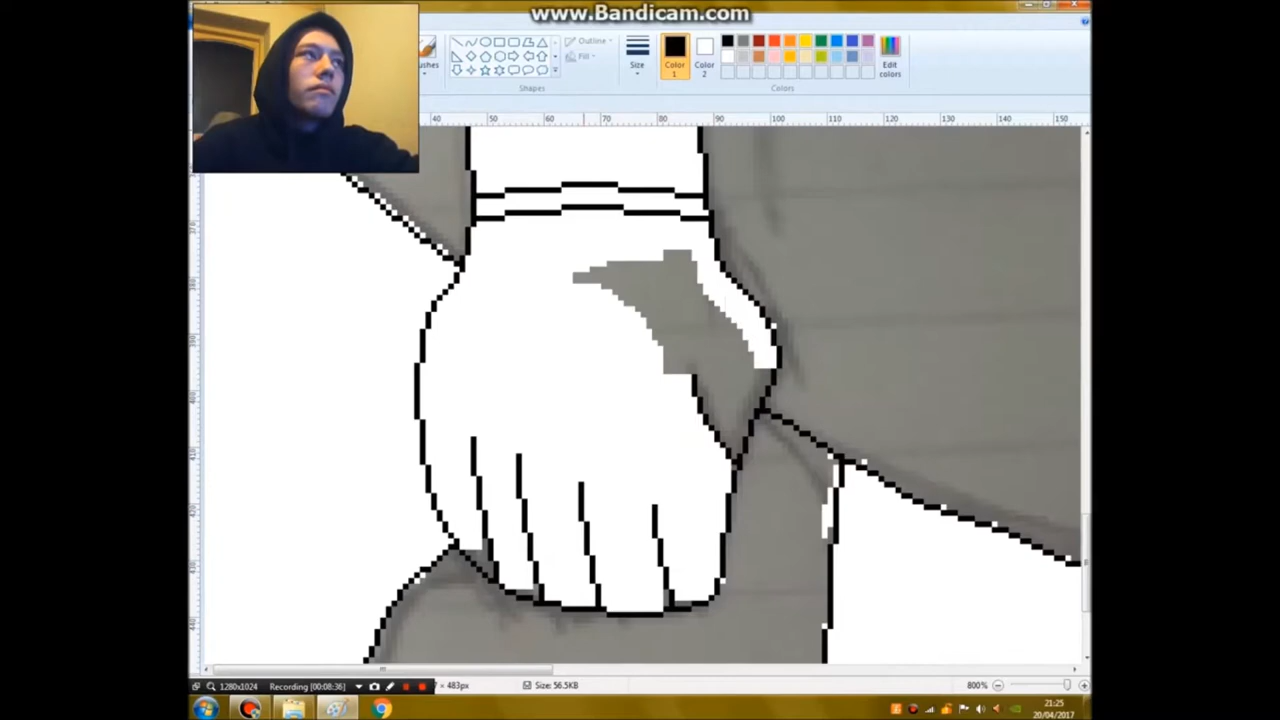 www.Bandicam.com
ushes
Shapes
Outline
Fill
Size
Color 1
Color 2
Edit colors
Colors
40 50 60 70 80 90 100 110 120 130 140 150
1280x1024 Recording [00:08:36]
× 483px
Size: 56.5KB
800%
21:25
20/04/2017